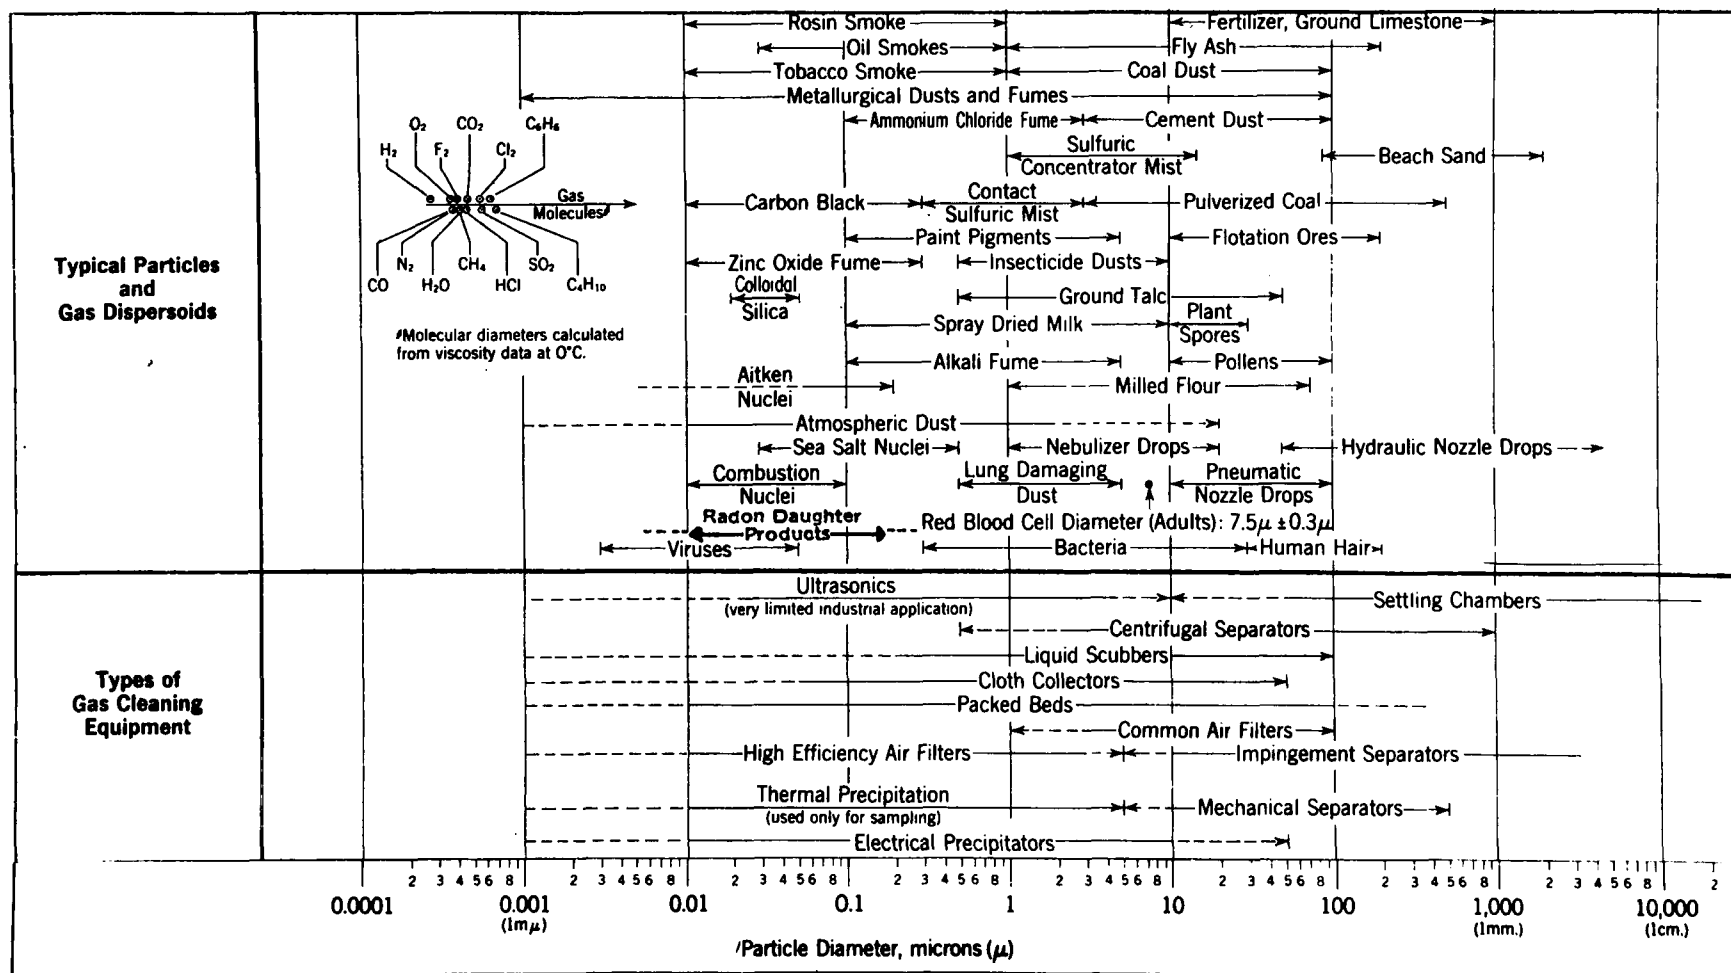 Typical Particles
and
Gas Dispersoids
Rosin Smoke
Fertilizer, Ground Limestone
Oil Smokes
Fly Ash
Tobacco Smoke
Coal Dust
Metallurgical Dusts and Fumes
Ammonium Chloride Fume
Cement Dust
Sulfuric
Concentrator Mist
Beach Sand
O₂ CO₂ C₆H₆
H₂ F₂ Cl₂
Gas
Molecules
N₂ CH₄ SO₂
CO H₂O HCl C₄H₁₀
Molecular diameters calculated
from viscosity data at 0°C.
Carbon Black
Contact
Sulfuric Mist
Pulverized Coal
Paint Pigments
Flotation Ores
Zinc Oxide Fume
Insecticide Dusts
Colloidal
Silica
Ground Talc
Spray Dried Milk
Plant
Spores
Alkali Fume
Pollens
Aitken
Nuclei
Milled Flour
Atmospheric Dust
Sea Salt Nuclei
Nebulizer Drops
Hydraulic Nozzle Drops
Combustion
Nuclei
Lung Damaging
Dust
Pneumatic
Nozzle Drops
Radon Daughter
Products
Red Blood Cell Diameter (Adults): 7.5μ ±0.3μ
Viruses
Bacteria
Human Hair
Types of
Gas Cleaning
Equipment
Ultrasonics
(very limited industrial application)
Settling Chambers
Centrifugal Separators
Liquid Scubbers
Cloth Collectors
Packed Beds
Common Air Filters
High Efficiency Air Filters
Impingement Separators
Thermal Precipitation
(used only for sampling)
Mechanical Separators
Electrical Precipitators
2 3 4 5 6 8 2 3 4 5 6 8 2 3 4 5 6 8 2 3 4 5 6 8 2 3 4 5 6 8 2 3 4 5 6 8 2 3 4 5 6 8 2 3 4 5 6 8 2
0.0001 0.001 0.01 0.1 1 10 100 1,000 10,000
(1mμ) (1mm.) (1cm.)
Particle Diameter, microns (μ)